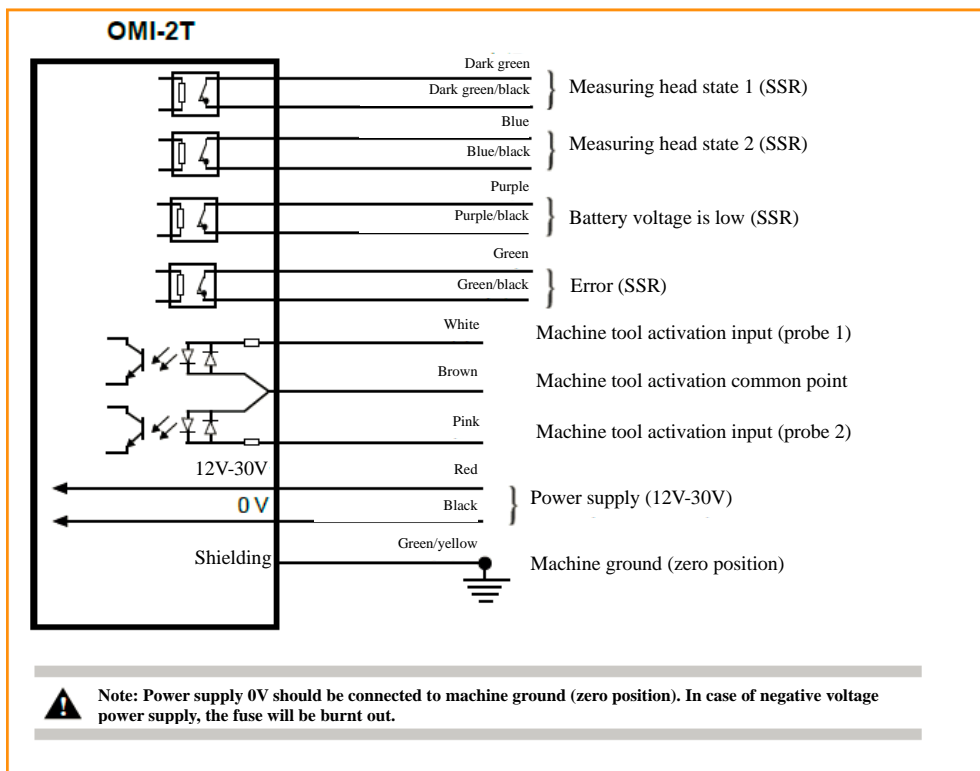 OMI-2T
Dark green
Dark green/black
Measuring head state 1 (SSR)
Blue
Blue/black
Measuring head state 2 (SSR)
Purple
Purple/black
Battery voltage is low (SSR)
Green
Green/black
Error (SSR)
White
Machine tool activation input (probe 1)
Brown
Machine tool activation common point
Pink
Machine tool activation input (probe 2)
12V-30V
Red
0 V
Black
Power supply (12V-30V)
Shielding
Green/yellow
Machine ground (zero position)
Note: Power supply 0V should be connected to machine ground (zero position). In case of negative voltage
power supply, the fuse will be burnt out.